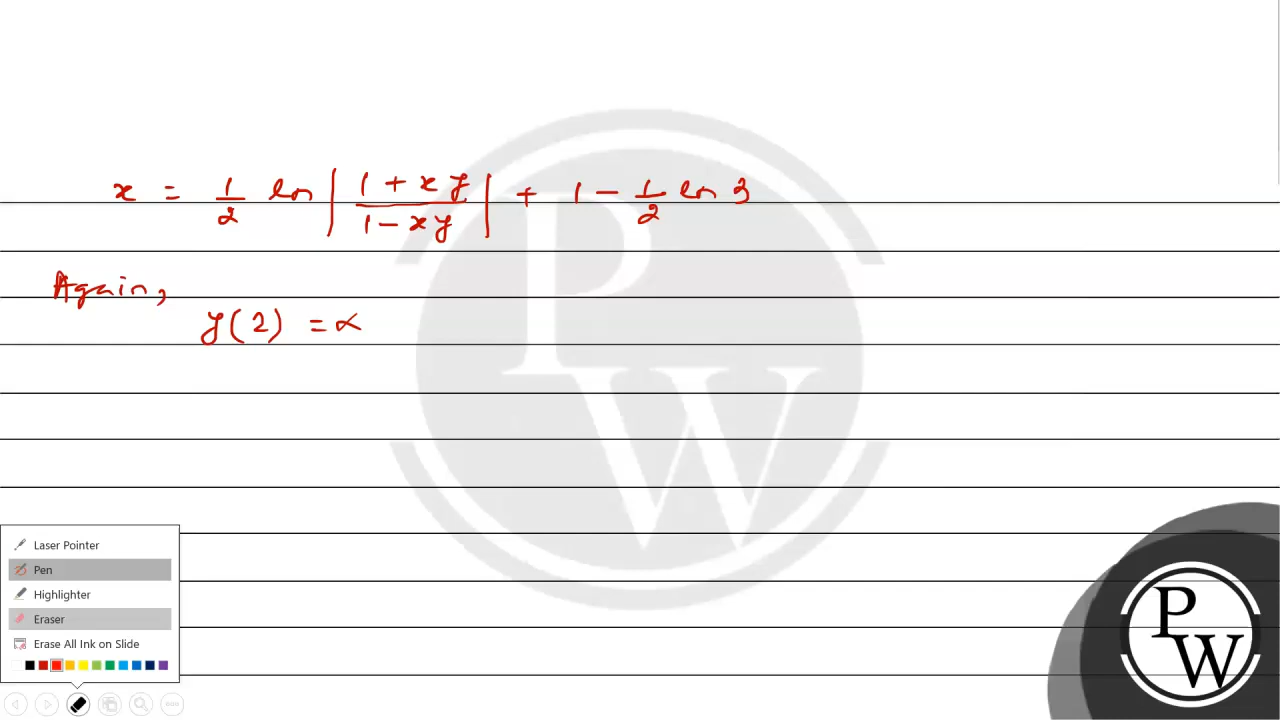 x = 1/2 ln |(1 + xy)/(1 - xy)| + 1 - 1/2 ln 3
Again,
y(2) = α
PW
Laser Pointer
Pen
Highlighter
Eraser
Erase All Ink on Slide
PW